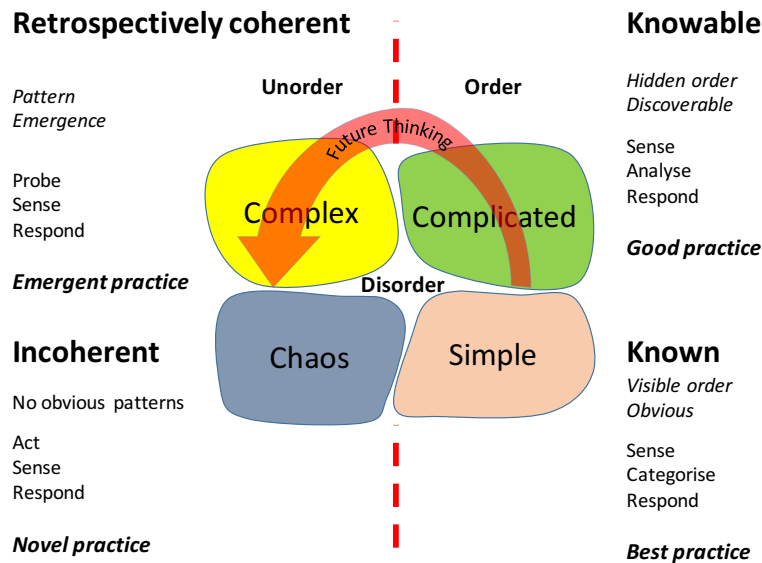 Retrospectively coherent
Pattern
Emergence
Probe
Sense
Respond
Emergent practice
Unorder
Order
Future Thinking
Complex
Complicated
Disorder
Chaos
Simple
Knowable
Hidden order
Discoverable
Sense
Analyse
Respond
Good practice
Incoherent
No obvious patterns
Act
Sense
Respond
Novel practice
Known
Visible order
Obvious
Sense
Categorise
Respond
Best practice